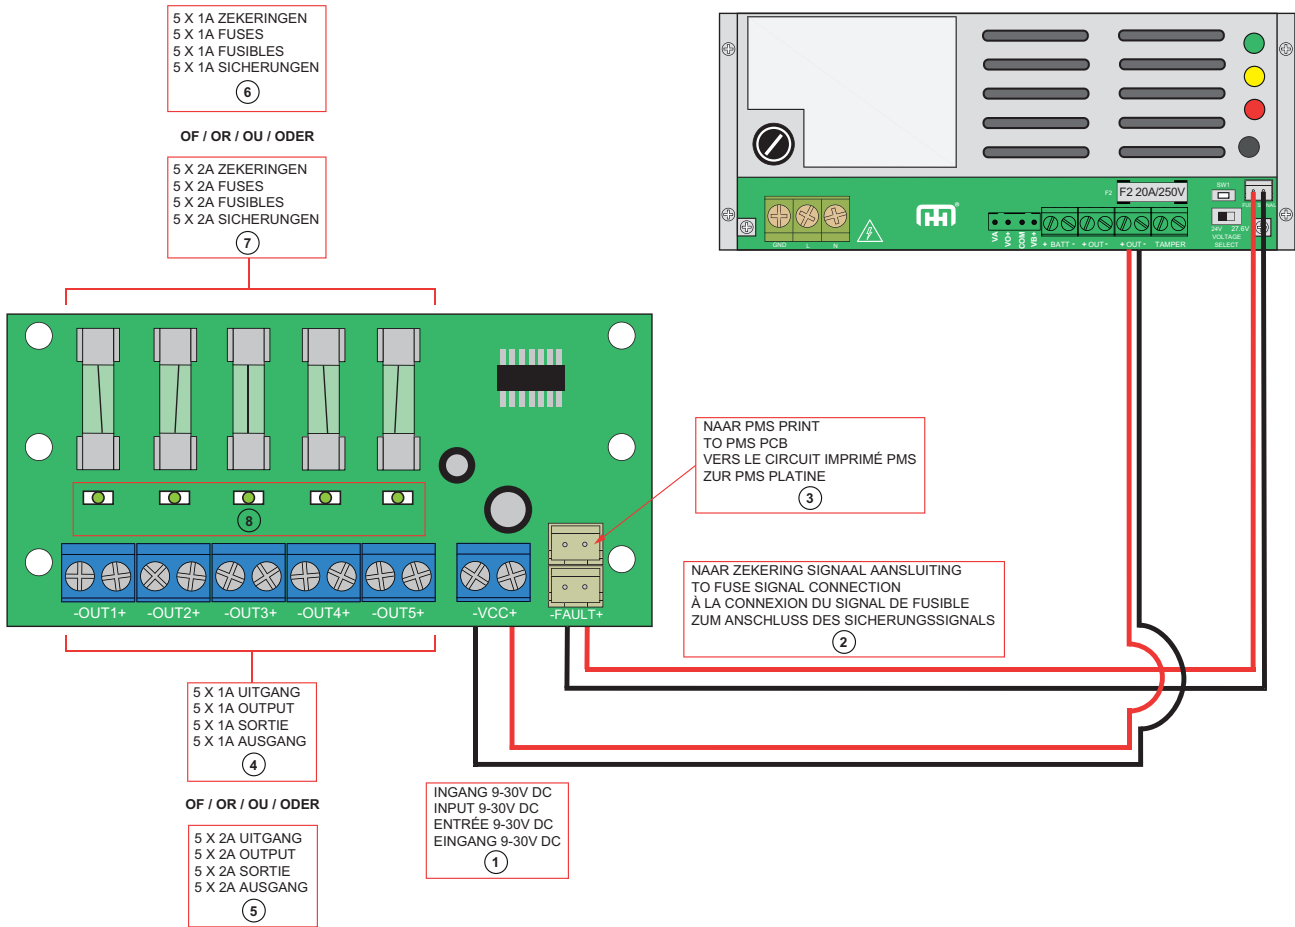 5 X 1A ZEKERINGEN
5 X 1A FUSES
5 X 1A FUSIBLES
5 X 1A SICHERUNGEN
6
OF / OR / OU / ODER
5 X 2A ZEKERINGEN
5 X 2A FUSES
5 X 2A FUSIBLES
5 X 2A SICHERUNGEN
7
F2
F2 20A/250V
SW1
FUSE SIGNAL
24V 27.6V
VOLTAGE
SELECT
GND L N
VA
VO+
COM
VB+
+ BATT -
+ OUT -
+ OUT -
TAMPER
8
-OUT1+
-OUT2+
-OUT3+
-OUT4+
-OUT5+
-VCC+
-FAULT+
NAAR PMS PRINT
TO PMS PCB
VERS LE CIRCUIT IMPRIMÉ PMS
ZUR PMS PLATINE
3
NAAR ZEKERING SIGNAAL AANSLUITING
TO FUSE SIGNAL CONNECTION
À LA CONNEXION DU SIGNAL DE FUSIBLE
ZUM ANSCHLUSS DES SICHERUNGSSIGNALS
2
5 X 1A UITGANG
5 X 1A OUTPUT
5 X 1A SORTIE
5 X 1A AUSGANG
4
OF / OR / OU / ODER
5 X 2A UITGANG
5 X 2A OUTPUT
5 X 2A SORTIE
5 X 2A AUSGANG
5
INGANG 9-30V DC
INPUT 9-30V DC
ENTRÉE 9-30V DC
EINGANG 9-30V DC
1